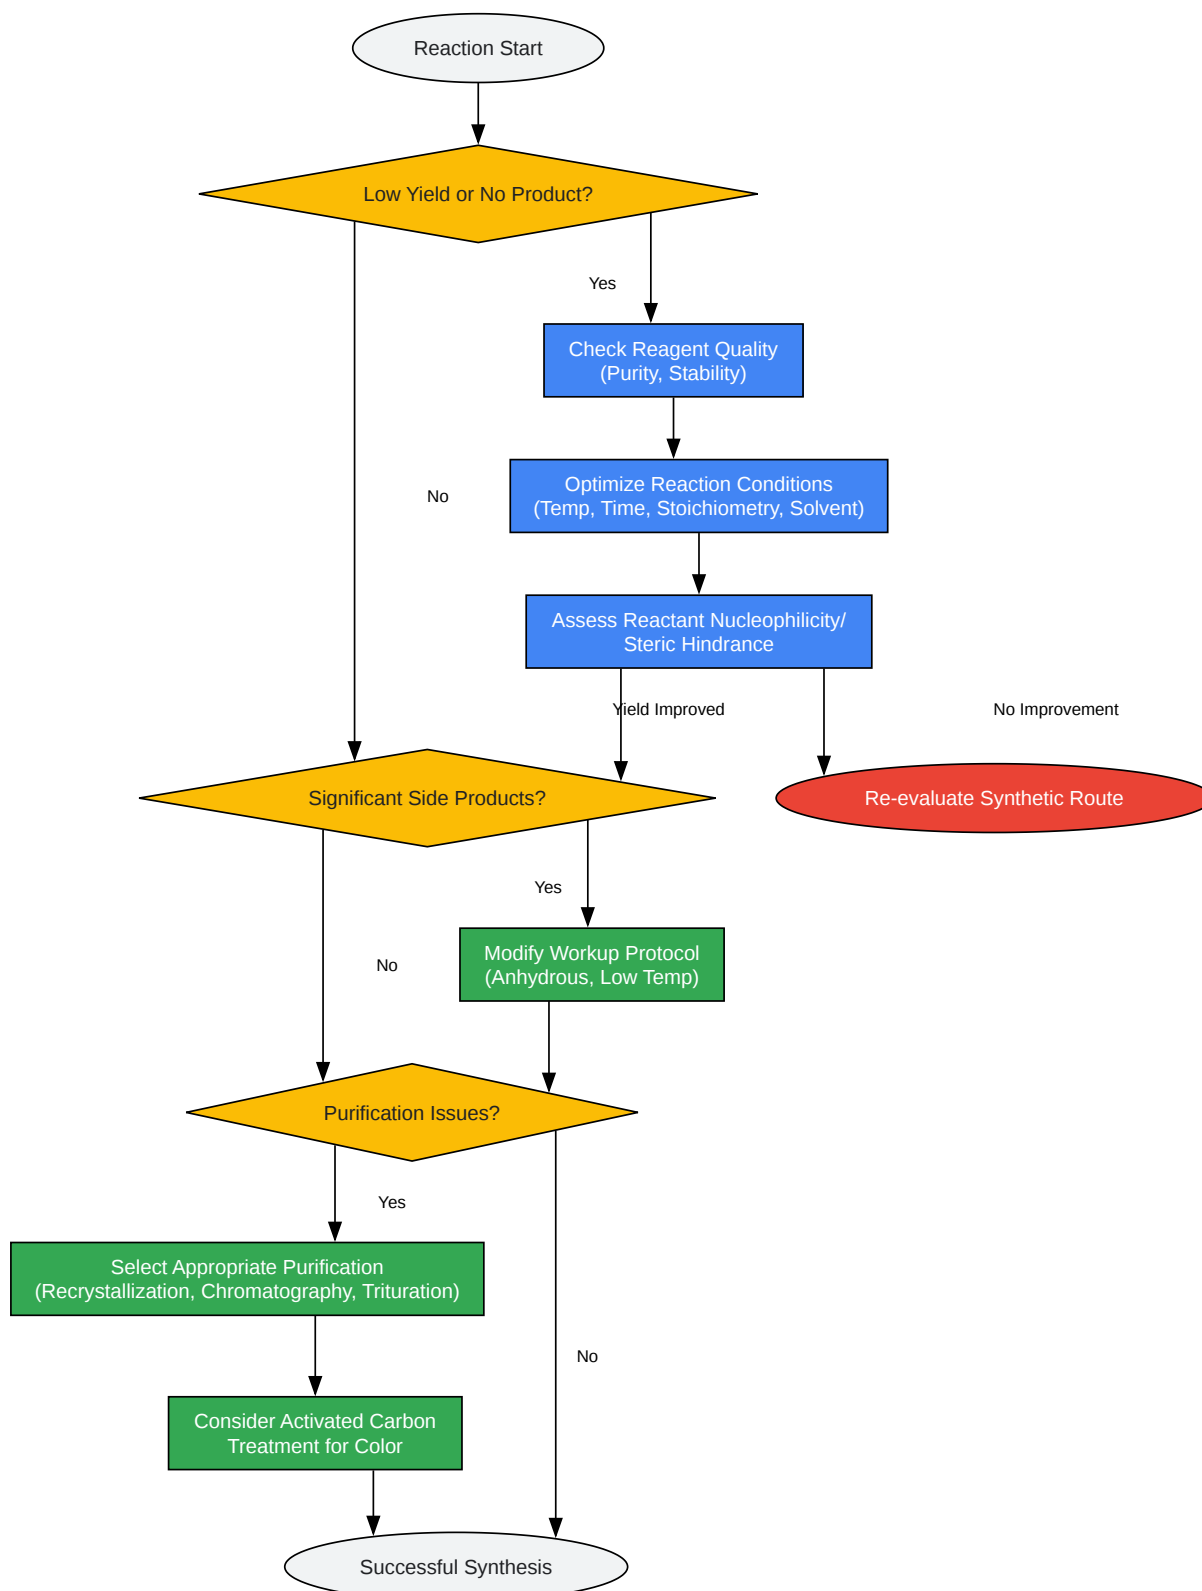 Reaction Start
Low Yield or No Product?
Yes
Check Reagent Quality
(Purity, Stability)
No
Optimize Reaction Conditions
(Temp, Time, Stoichiometry, Solvent)
Assess Reactant Nucleophilicity/
Steric Hindrance
Yield Improved
No Improvement
Significant Side Products?
Re-evaluate Synthetic Route
Yes
Modify Workup Protocol
(Anhydrous, Low Temp)
No
Purification Issues?
Yes
Select Appropriate Purification
(Recrystallization, Chromatography, Trituration)
No
Consider Activated Carbon
Treatment for Color
Successful Synthesis